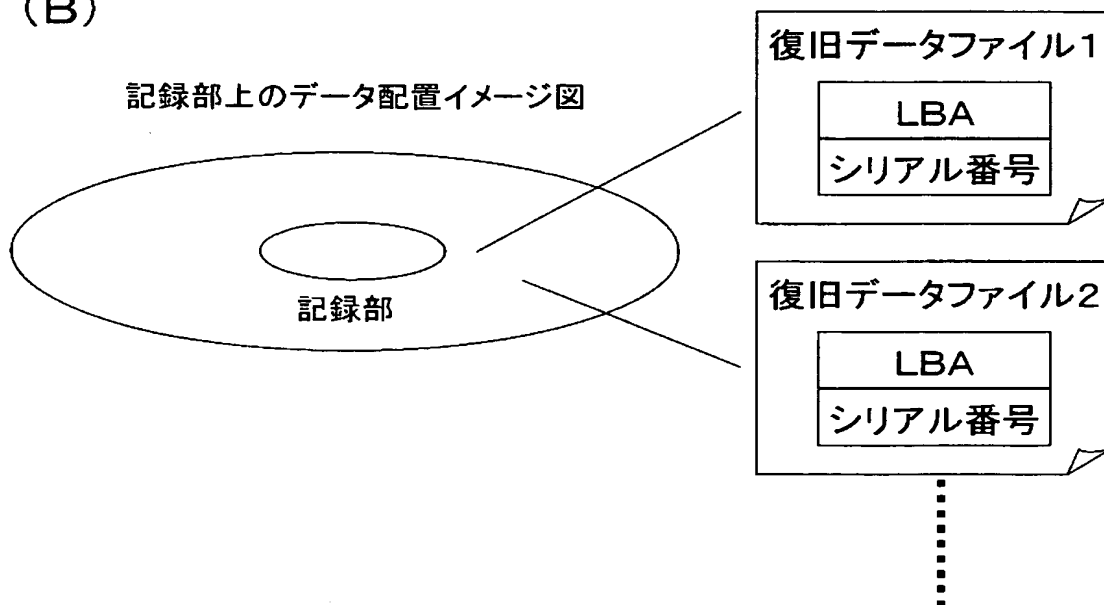 (B)
記録部上のデータ配置イメージ図
記録部
復旧データファイル1
LBA
シリアル番号
復旧データファイル2
LBA
シリアル番号